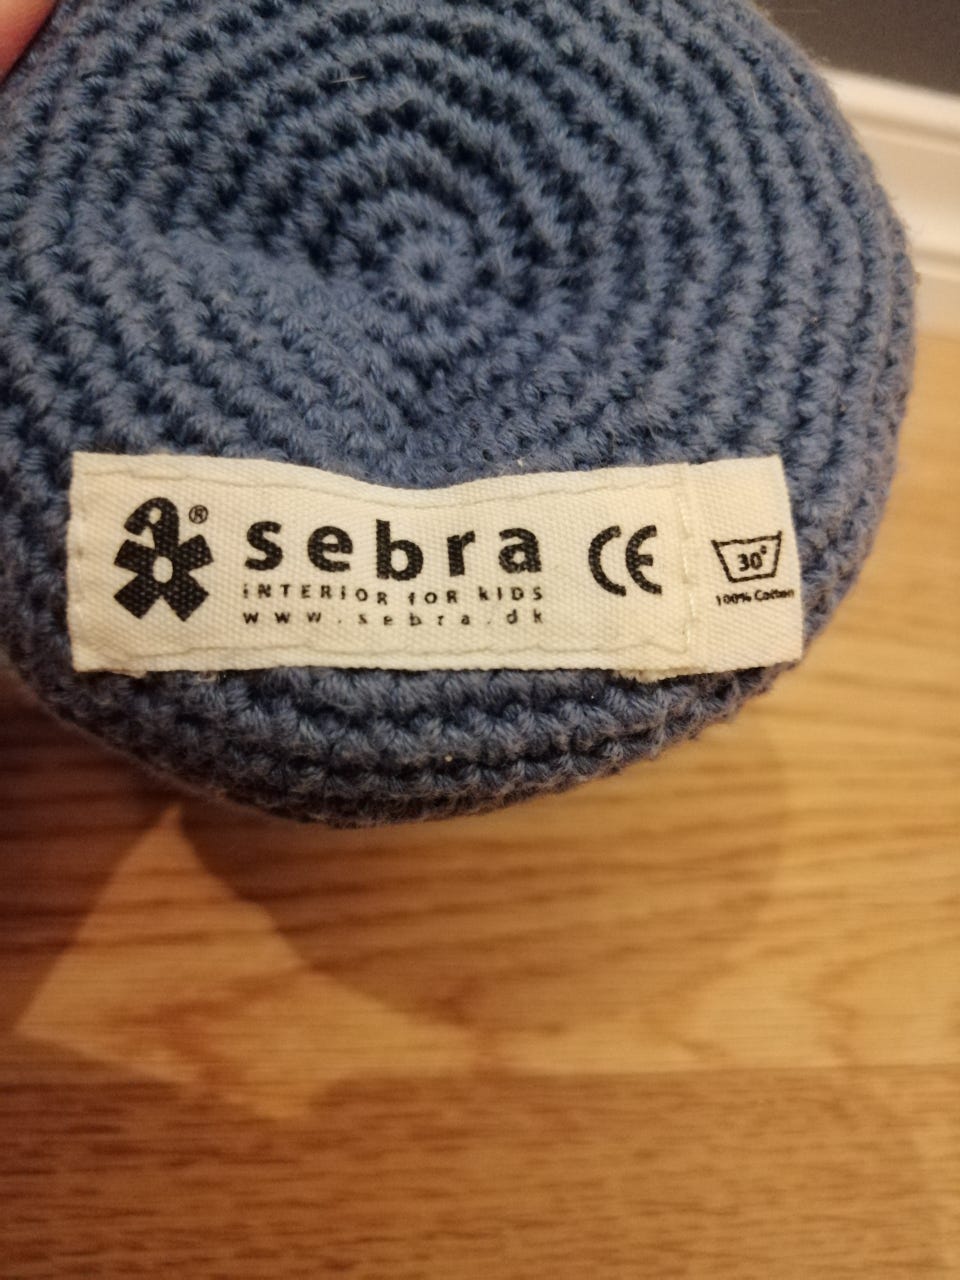 sebra ®
iNTERIOR fOR kIDS
www.sebra.dk
CE
30°
100% Cotton